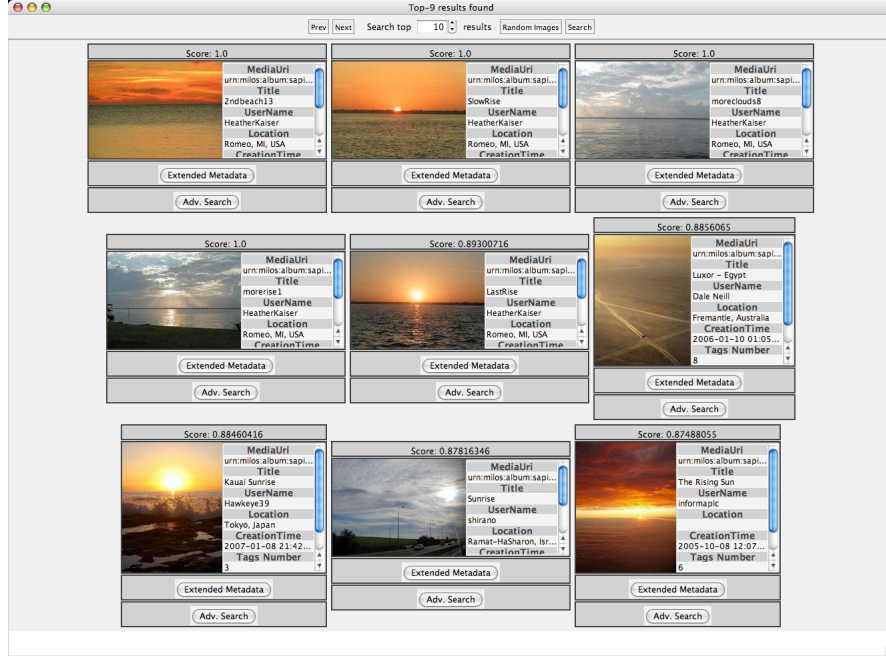 Top-9 results found
Prev Next Search top 10 results Random Images Search
Score: 1.0
MediaUri
urn:milos:album:sapi...
Title
2ndbeach13
UserName
HeatherKaiser
Location
Romeo, MI, USA
CreationTime
Extended Metadata
Adv. Search
Score: 1.0
MediaUri
urn:milos:album:sapi...
Title
SlowRise
UserName
HeatherKaiser
Location
Romeo, MI, USA
CreationTime
Extended Metadata
Adv. Search
Score: 1.0
MediaUri
urn:milos:album:sapi...
Title
moreclouds8
UserName
HeatherKaiser
Location
Romeo, MI, USA
CreationTime
Extended Metadata
Adv. Search
Score: 1.0
MediaUri
urn:milos:album:sapi...
Title
morerise1
UserName
HeatherKaiser
Location
Romeo, MI, USA
CreationTime
Extended Metadata
Adv. Search
Score: 0.89300716
MediaUri
urn:milos:album:sapi...
Title
LastRise
UserName
HeatherKaiser
Location
Romeo, MI, USA
CreationTime
Extended Metadata
Adv. Search
Score: 0.8856065
MediaUri
urn:milos:album:sapi...
Title
Luxor - Egypt
UserName
Dale Neill
Location
Fremantle, Australia
CreationTime
2006-01-10 01:05...
Tags Number
8
Extended Metadata
Adv. Search
Score: 0.88460416
MediaUri
urn:milos:album:sapi...
Title
Kauai Sunrise
UserName
Hawkeye39
Location
Tokyo, Japan
CreationTime
2007-01-08 21:42...
Tags Number
3
Extended Metadata
Adv. Search
Score: 0.87816346
MediaUri
urn:milos:album:sapi...
Title
Sunrise
UserName
shirano
Location
Ramat-HaSharon, Isr...
CreationTime
Extended Metadata
Adv. Search
Score: 0.87488055
MediaUri
urn:milos:album:sapi...
Title
The Rising Sun
UserName
informaplc
Location
CreationTime
2005-10-08 12:07...
Tags Number
6
Extended Metadata
Adv. Search